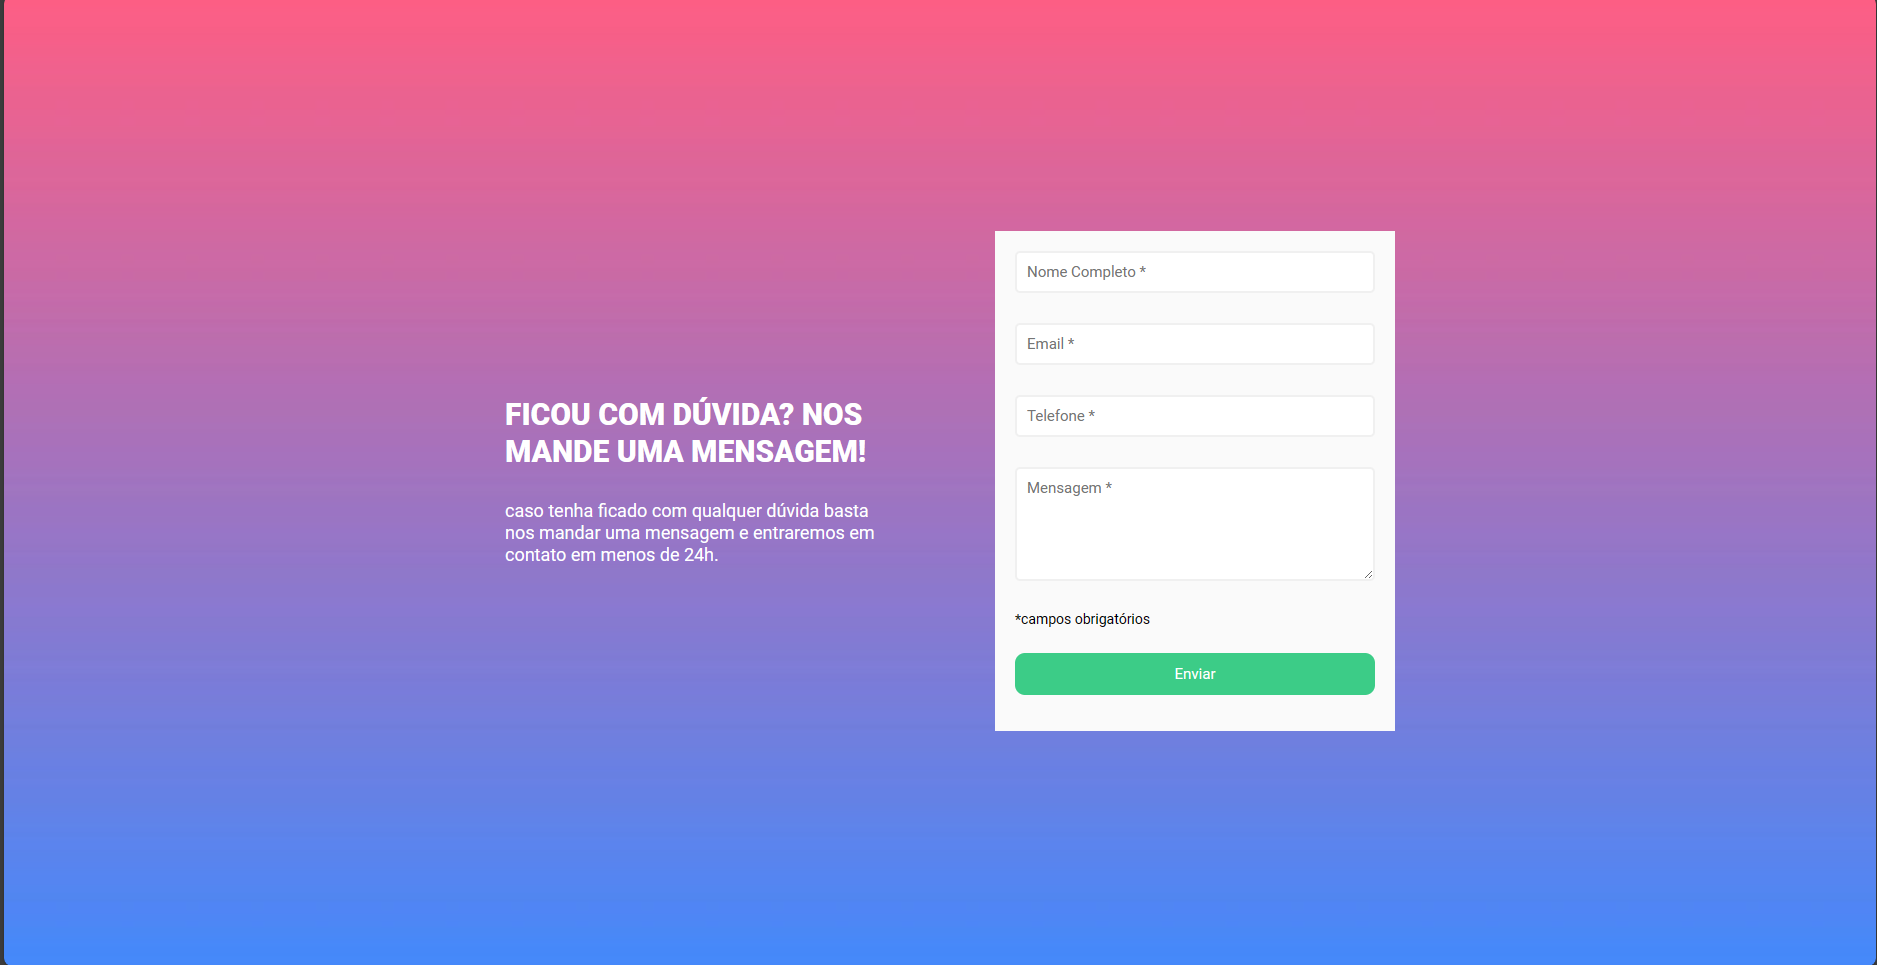 FICOU COM DÚVIDA? NOS
MANDE UMA MENSAGEM!
caso tenha ficado com qualquer dúvida basta
nos mandar uma mensagem e entraremos em
contato em menos de 24h.
Nome Completo *
Email *
Telefone *
Mensagem *
*campos obrigatórios
Enviar